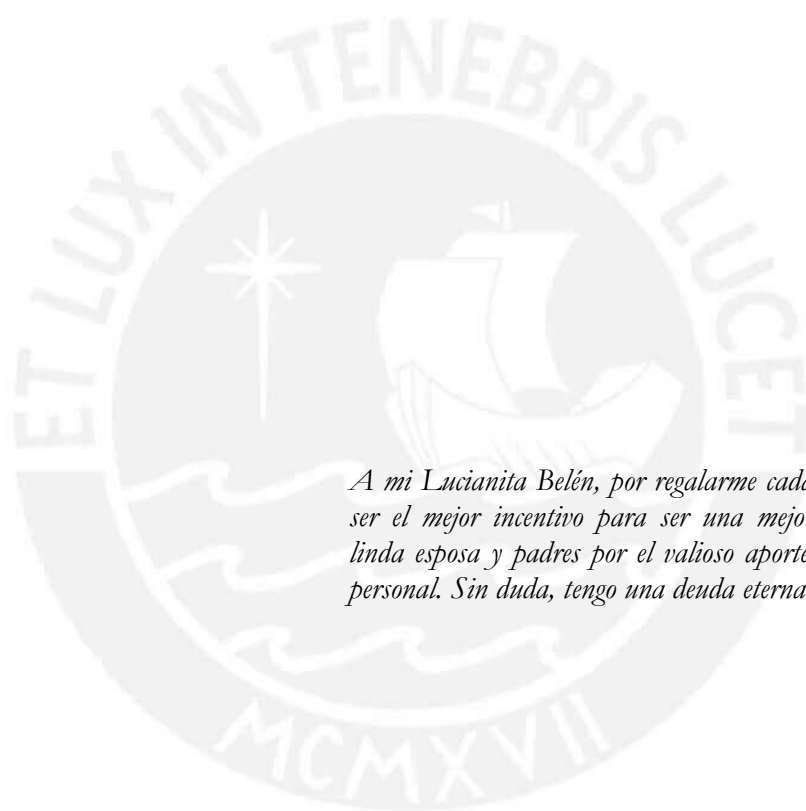 ET LUX IN TENEBRIS LUCET
A mi Lucianita Belén, por regalarme cada
ser el mejor incentivo para ser una mejor
linda esposa y padres por el valioso aporte
personal. Sin duda, tengo una deuda eterna
MCMXVII